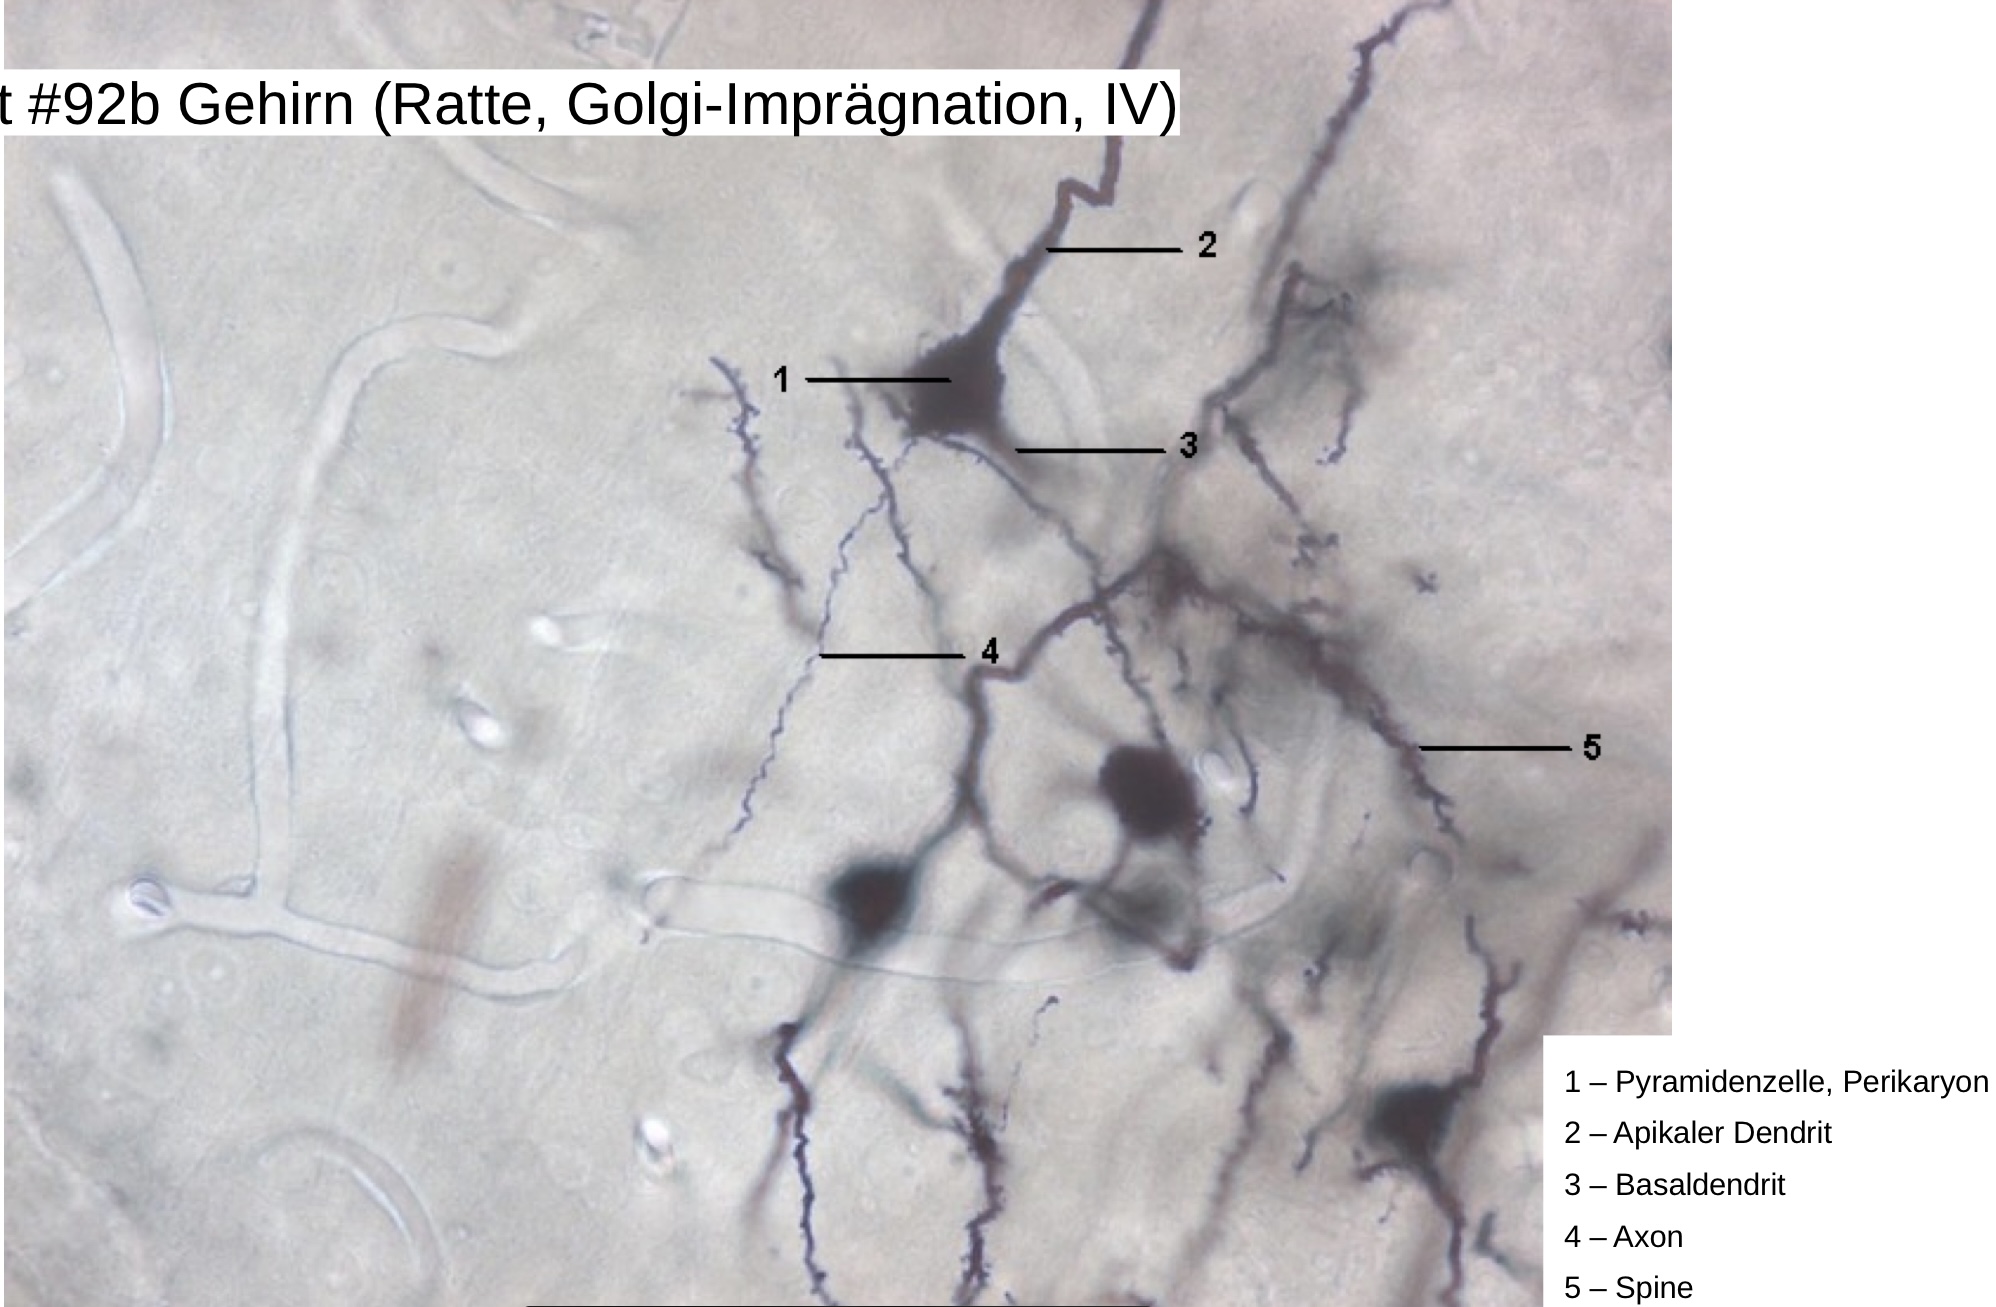 t #92b Gehirn (Ratte, Golgi-Imprägnation, IV)
2
1
3
4
5
1 – Pyramidenzelle, Perikaryon
2 – Apikaler Dendrit
3 – Basaldendrit
4 – Axon
5 – Spine